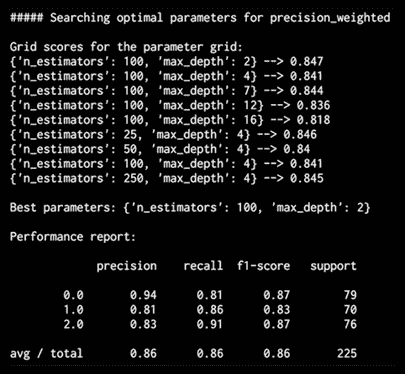 ##### Searching optimal parameters for precision_weighted
Grid scores for the parameter grid:
{'n_estimators': 100, 'max_depth': 2} --> 0.847
{'n_estimators': 100, 'max_depth': 4} --> 0.841
{'n_estimators': 100, 'max_depth': 7} --> 0.844
{'n_estimators': 100, 'max_depth': 12} --> 0.836
{'n_estimators': 100, 'max_depth': 16} --> 0.818
{'n_estimators': 25, 'max_depth': 4} --> 0.846
{'n_estimators': 50, 'max_depth': 4} --> 0.84
{'n_estimators': 100, 'max_depth': 4} --> 0.841
{'n_estimators': 250, 'max_depth': 4} --> 0.845
Best parameters: {'n_estimators': 100, 'max_depth': 2}
Performance report:
precision recall f1-score support
0.0 0.94 0.81 0.87 79
1.0 0.81 0.86 0.83 70
2.0 0.83 0.91 0.87 76
avg / total 0.86 0.86 0.86 225